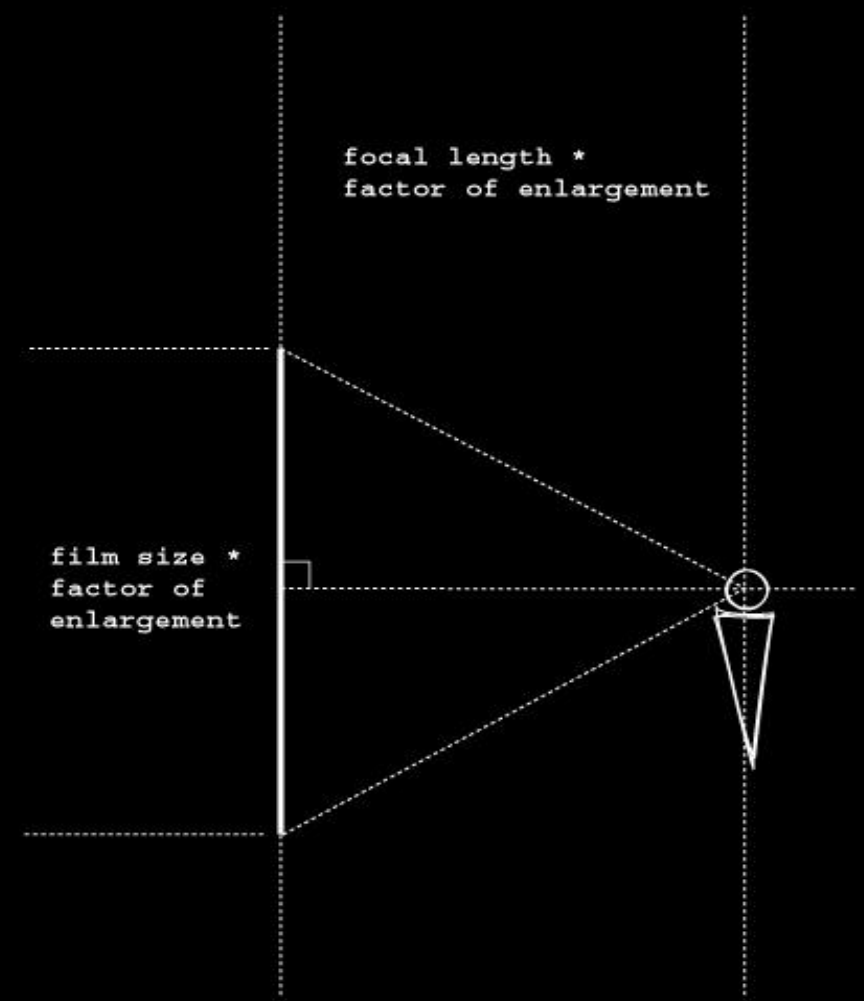 focal length *
factor of enlargement
film size *
factor of
enlargement